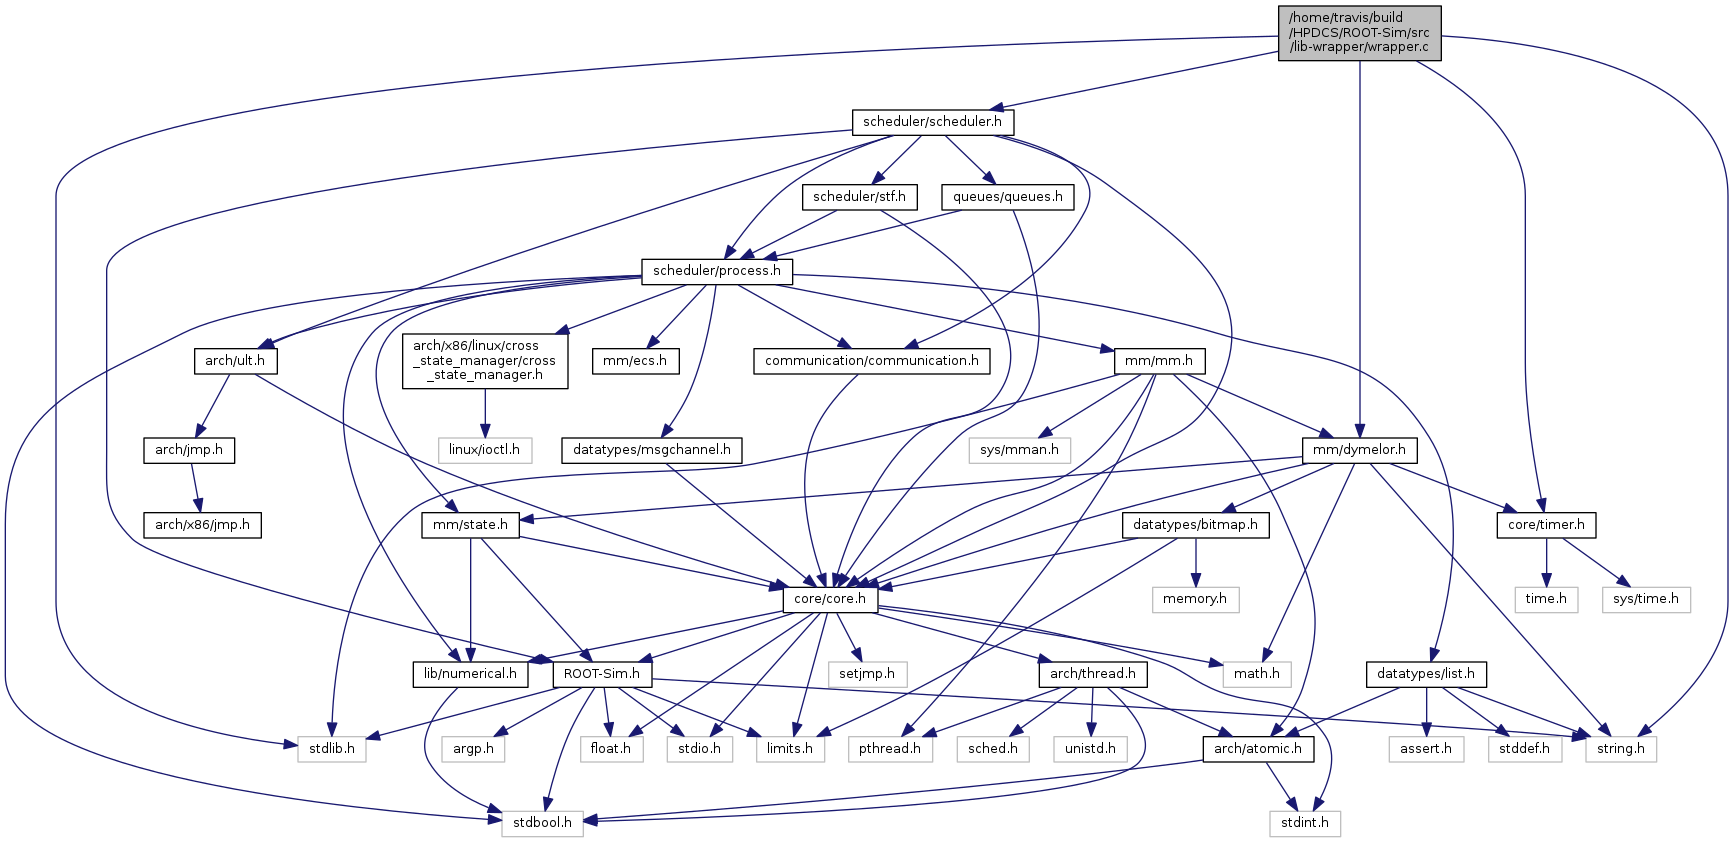 /home/travis/build
/HPDCS/ROOT-Sim/src
/lib-wrapper/wrapper.c
scheduler/scheduler.h
scheduler/stf.h
queues/queues.h
scheduler/process.h
arch/ult.h
arch/x86/linux/cross
_state_manager/cross
_state_manager.h
mm/ecs.h
communication/communication.h
mm/mm.h
arch/jmp.h
linux/ioctl.h
datatypes/msgchannel.h
sys/mman.h
mm/dymelor.h
arch/x86/jmp.h
mm/state.h
datatypes/bitmap.h
core/timer.h
core/core.h
memory.h
time.h
sys/time.h
lib/numerical.h
ROOT-Sim.h
setjmp.h
arch/thread.h
math.h
datatypes/list.h
stdlib.h
argp.h
float.h
stdio.h
limits.h
pthread.h
sched.h
unistd.h
arch/atomic.h
assert.h
stddef.h
string.h
stdbool.h
stdint.h